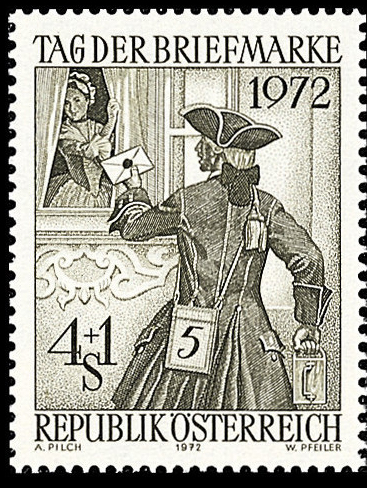 TAG DER BRIEFMARKE
1972
5
4+1
S
REPUBLIK ÖSTERREICH
A. PILCH 1972 W. PFEILER